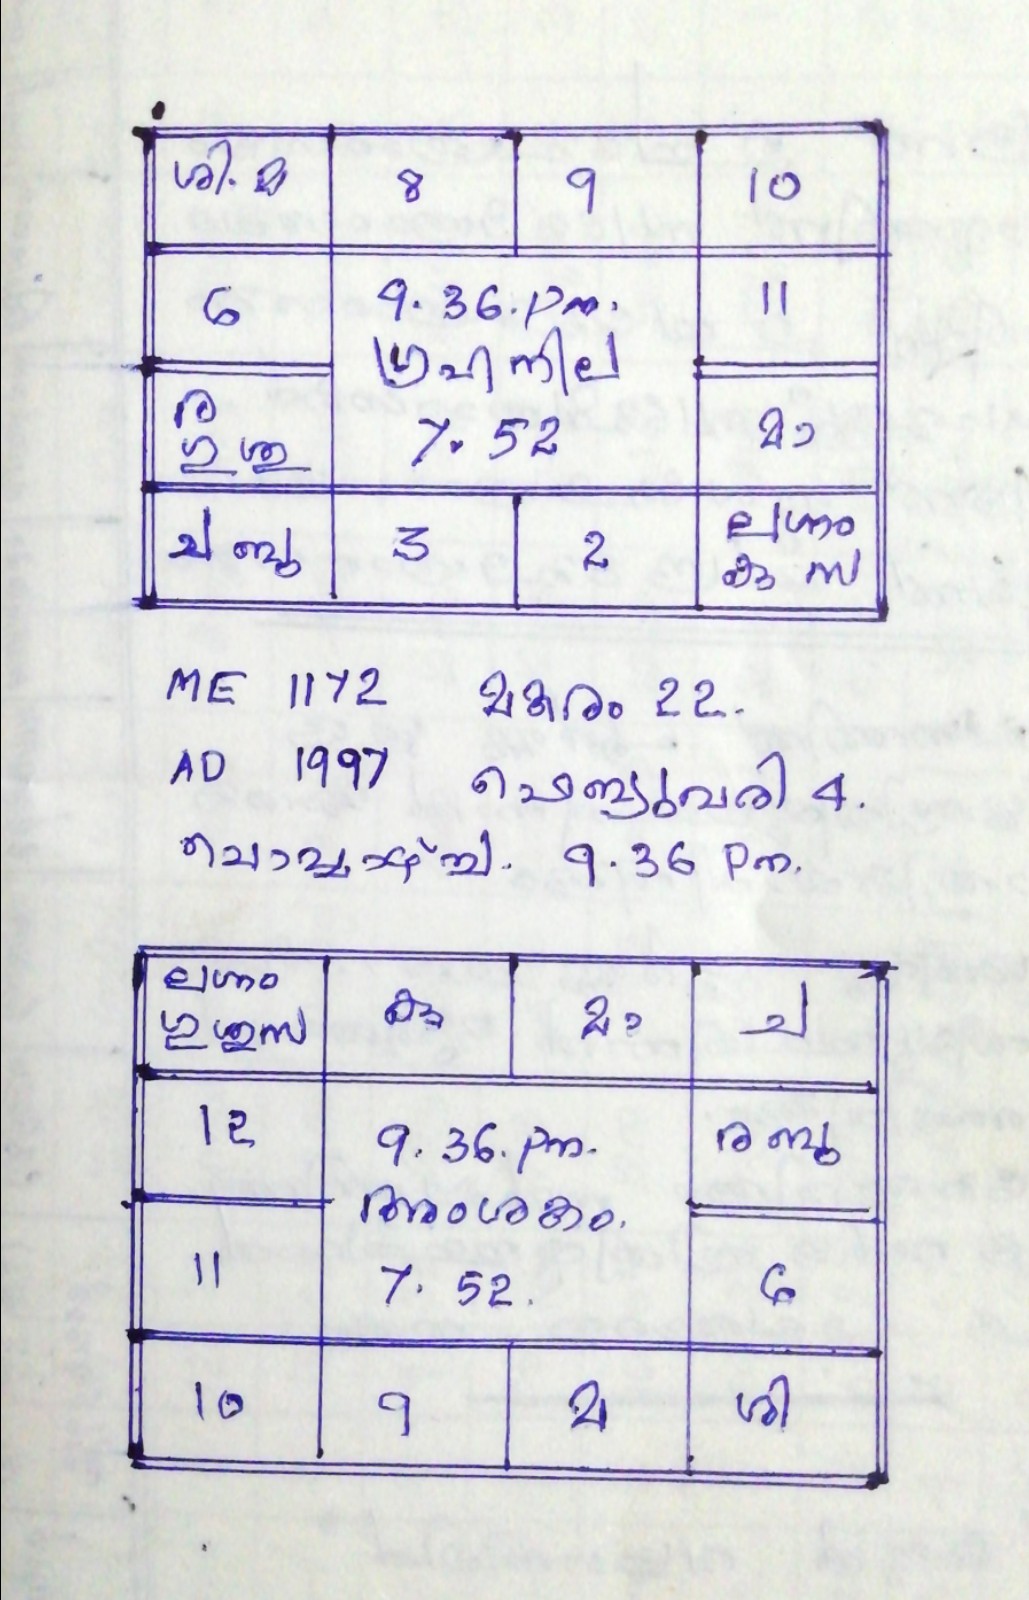 ശി. മ 8 9 10
6 9.36.pm. 11
ഗ്രഹനില
ര
ഗു ശു 7. 52 മാ
ച ബു 3 2 ലഗ്നം
കു സ
ME 1172 മകരം 22.
AD 1997 ഫെബ്രുവരി 4.
ചൊവ്വാഴ്ച. 9.36 pm.
ലഗ്നം
ഗുശുസ കു മാ ച
12 9.36.pm. ര ബു
അംശകം.
11 7. 52. 6
10 9 മ ശി